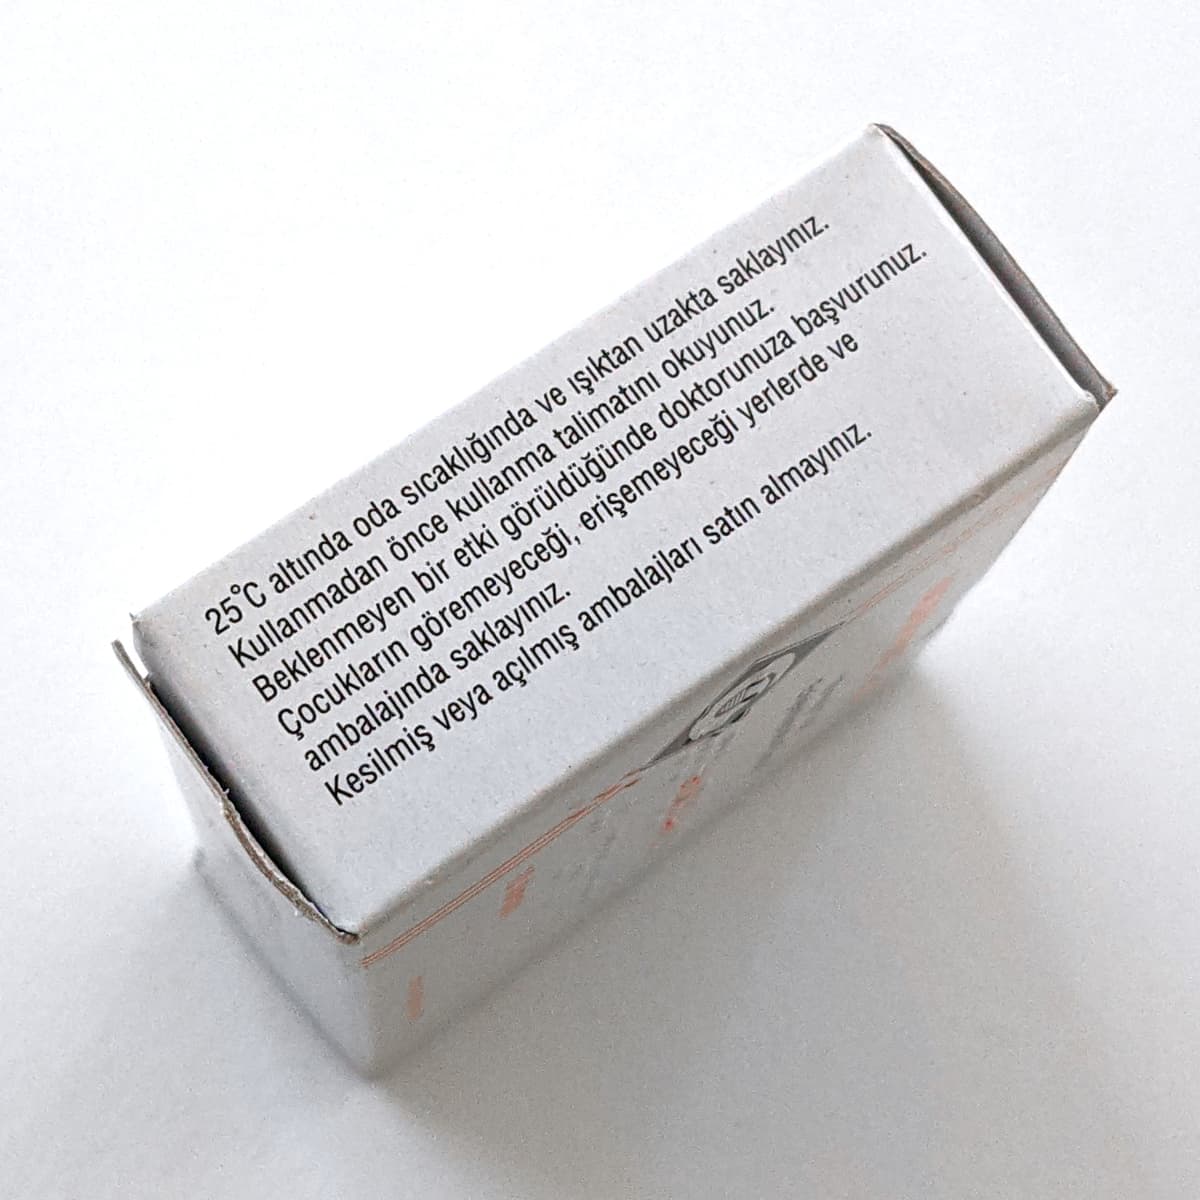 25°C altında oda sıcaklığında ve ışıktan uzakta saklayınız.
Kullanmadan önce kullanma talimatını okuyunuz.
Beklenmeyen bir etki görüldüğünde doktorunuza başvurunuz.
Çocukların göremeyeceği, erişemeyeceği yerlerde ve
ambalajında saklayınız.
Kesilmiş veya açılmış ambalajları satın almayınız.